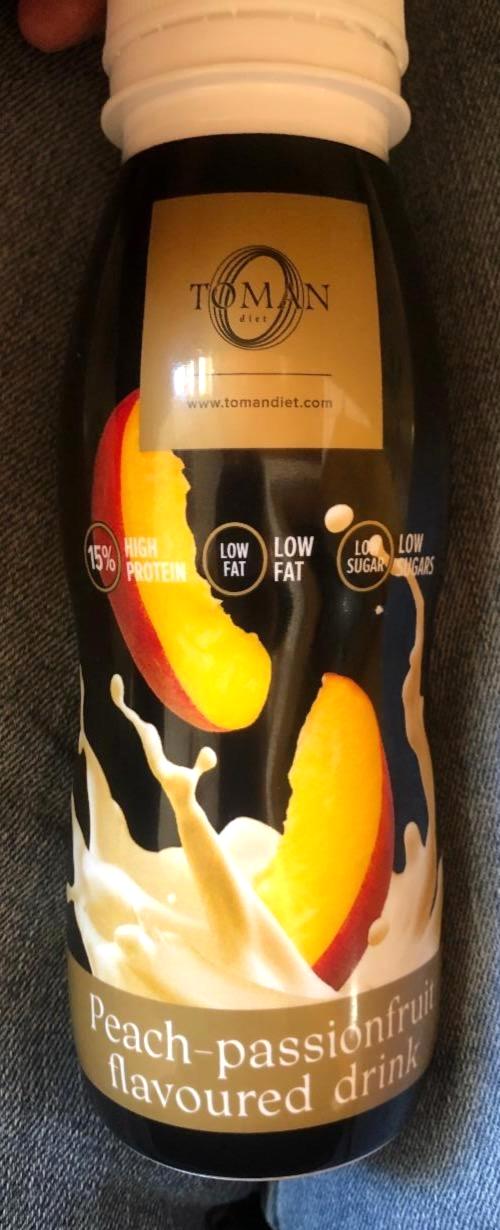 TOMAN
diet
www.tomandiet.com
15%
HIGH
PROTEIN
LOW
FAT
LOW
FAT
LOW
SUGAR
LOW
SUGARS
Peach-passionfruit
flavoured drink